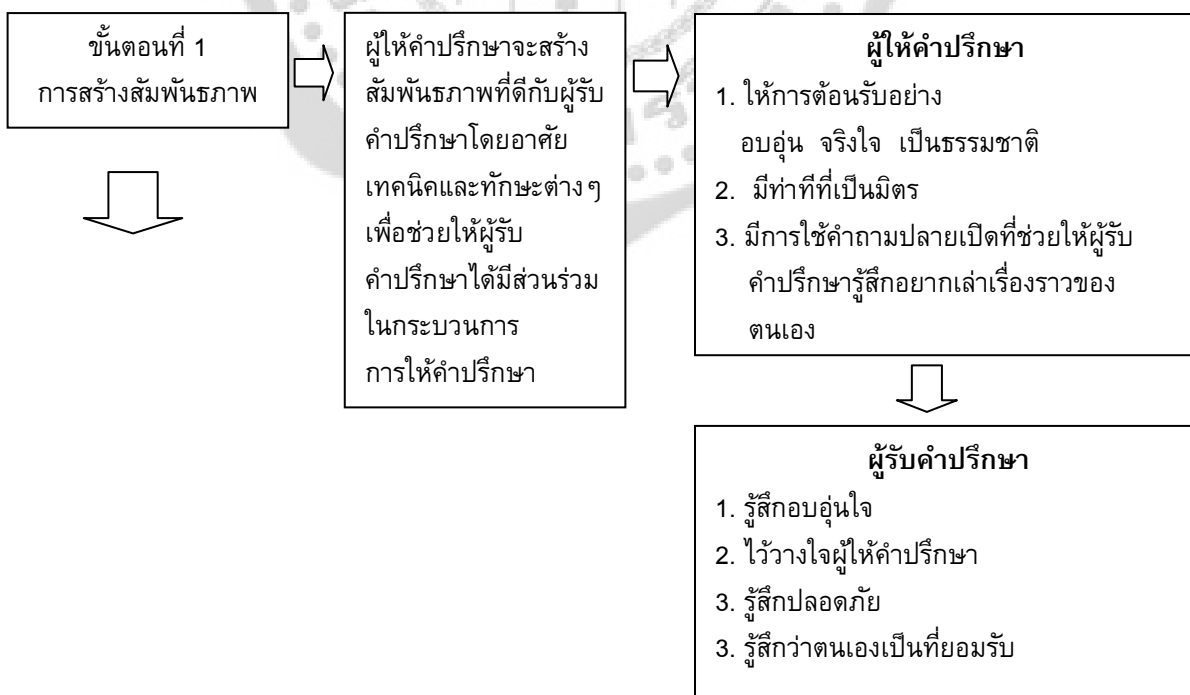 ขั้นตอนที่ 1
การสร้างสัมพันธภาพ
ผู้ให้คำปรึกษาจะสร้าง
สัมพันธภาพที่ดีกับผู้รับ
คำปรึกษาโดยอาศัย
เทคนิคและทักษะต่างๆ
เพื่อช่วยให้ผู้รับ
คำปรึกษาได้มีส่วนร่วม
ในกระบวนการ
การให้คำปรึกษา
ผู้ให้คำปรึกษา
1. ให้การต้อนรับอย่าง
อบอุ่น จริงใจ เป็นธรรมชาติ
2. มีท่าทีที่เป็นมิตร
3. มีการใช้คำถามปลายเปิดที่ช่วยให้ผู้รับ
คำปรึกษารู้สึกอยากเล่าเรื่องราวของ
ตนเอง
ผู้รับคำปรึกษา
1. รู้สึกอบอุ่นใจ
2. ไว้วางใจผู้ให้คำปรึกษา
3. รู้สึกปลอดภัย
3. รู้สึกว่าตนเองเป็นที่ยอมรับ